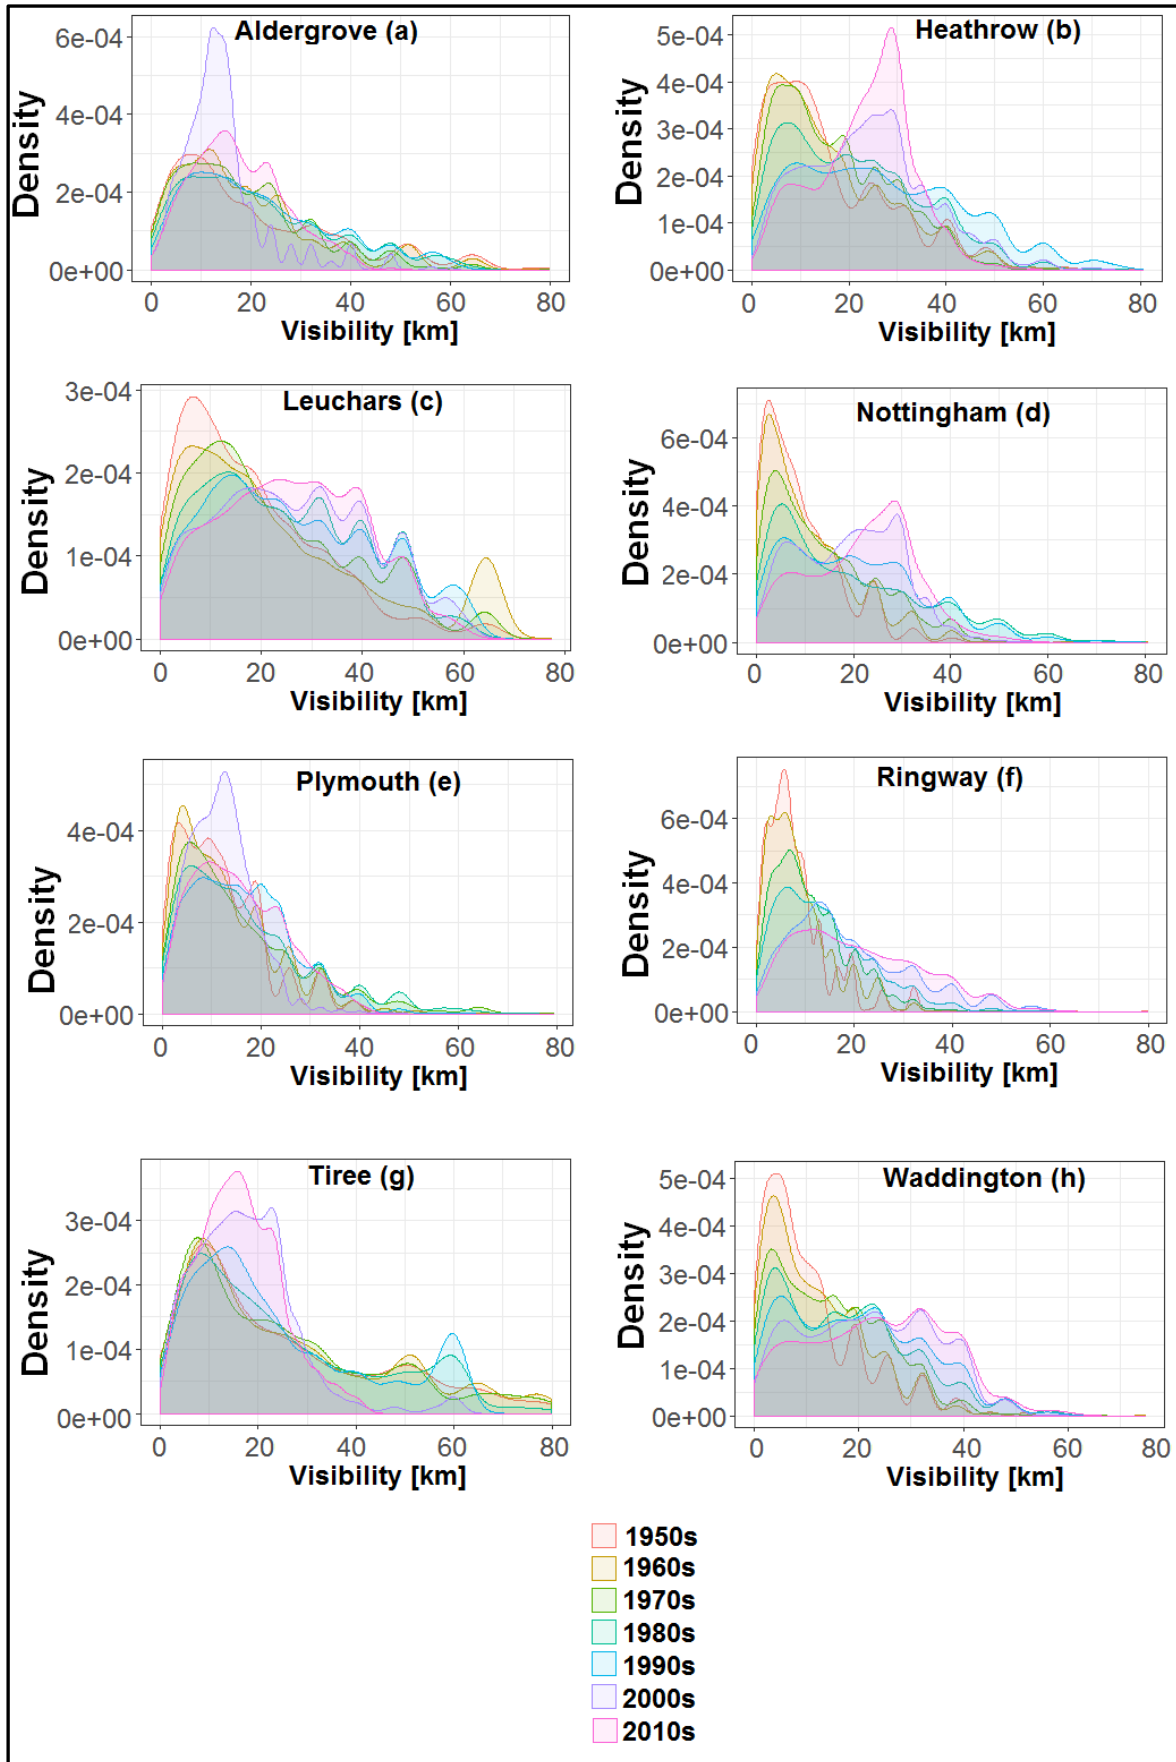 Aldergrove (a)
Density
6e-04
4e-04
2e-04
0e+00
0 20 40 60 80
Visibility [km]
Heathrow (b)
Density
5e-04
4e-04
3e-04
2e-04
1e-04
0e+00
0 20 40 60 80
Visibility [km]
Leuchars (c)
Density
3e-04
2e-04
1e-04
0e+00
0 20 40 60 80
Visibility [km]
Nottingham (d)
Density
6e-04
4e-04
2e-04
0e+00
0 20 40 60 80
Visibility [km]
Plymouth (e)
Density
4e-04
2e-04
0e+00
0 20 40 60 80
Visibility [km]
Ringway (f)
Density
6e-04
4e-04
2e-04
0e+00
0 20 40 60 80
Visibility [km]
Tiree (g)
Density
3e-04
2e-04
1e-04
0e+00
0 20 40 60 80
Visibility [km]
Waddington (h)
Density
5e-04
4e-04
3e-04
2e-04
1e-04
0e+00
0 20 40 60 80
Visibility [km]
1950s
1960s
1970s
1980s
1990s
2000s
2010s